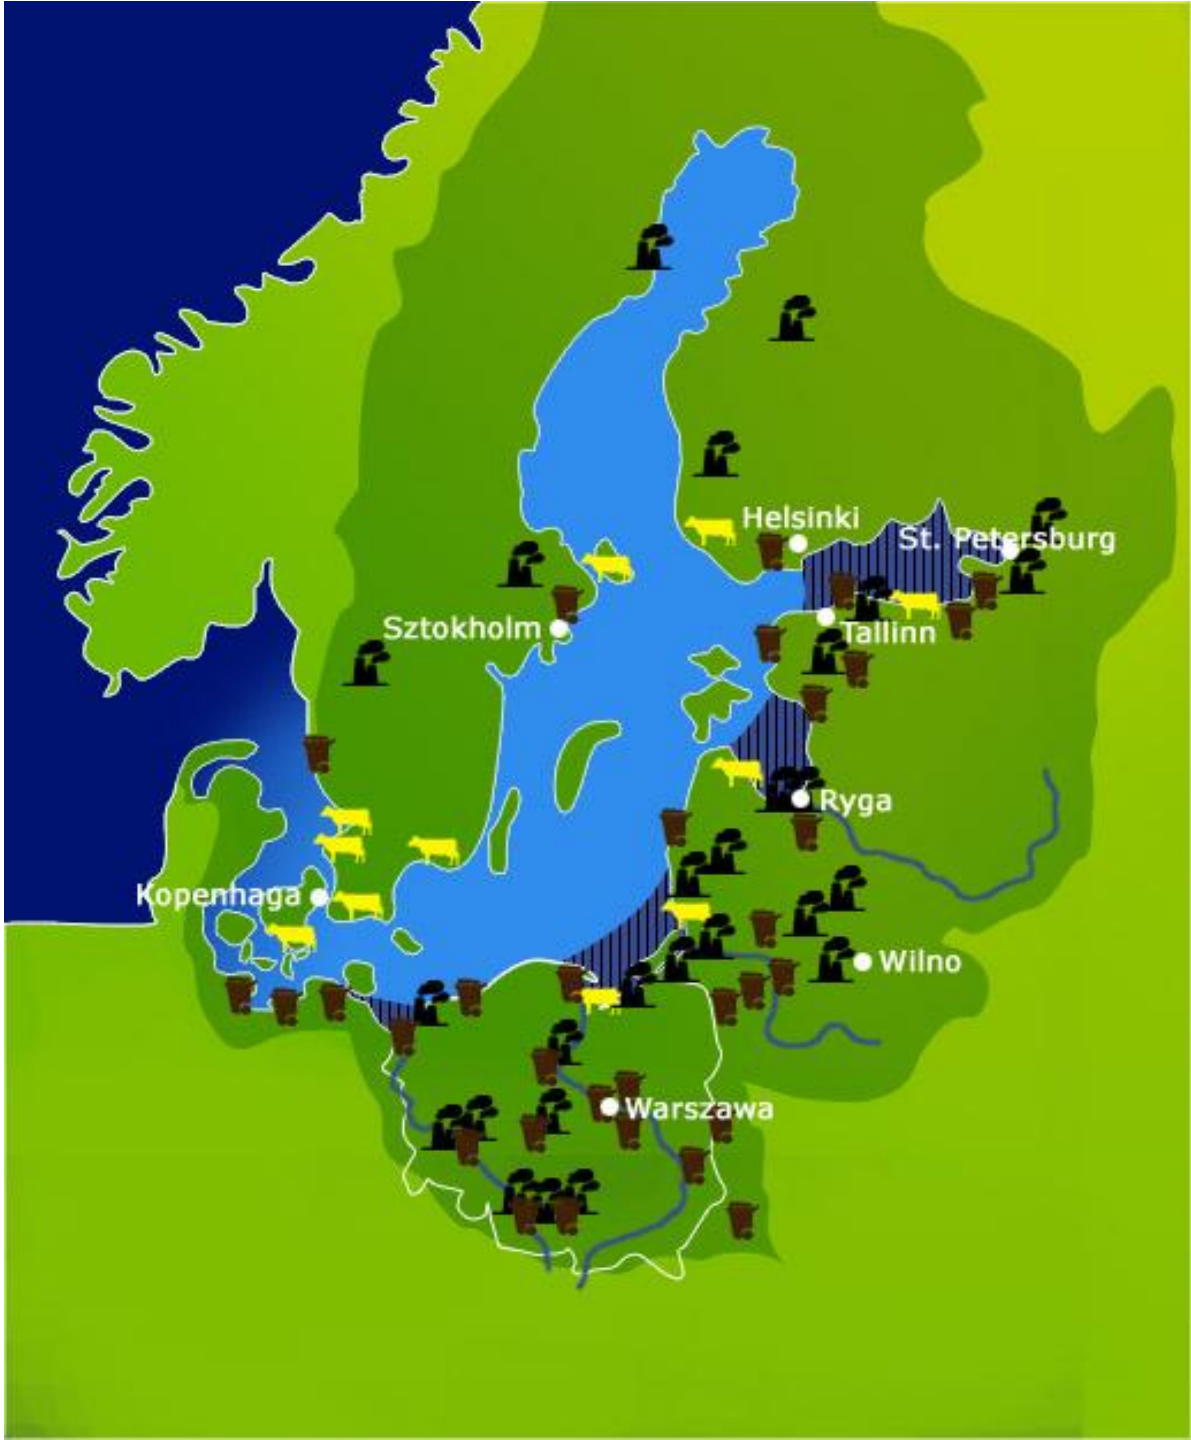 Helsinki
St. Petersburg
Sztokholm
Tallinn
Ryga
Kopenhaga
Wilno
Warszawa